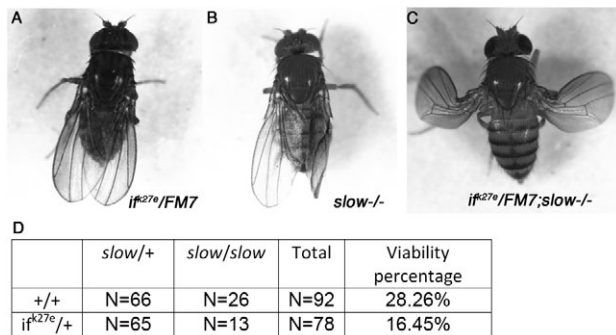 A
B
C
if^k27e/FM7
slow-/-
if^k27e/FM7;slow-/-
D
slow/+ slow/slow Total Viability percentage
+/+ N=66 N=26 N=92 28.26%
if^k27e/+ N=65 N=13 N=78 16.45%